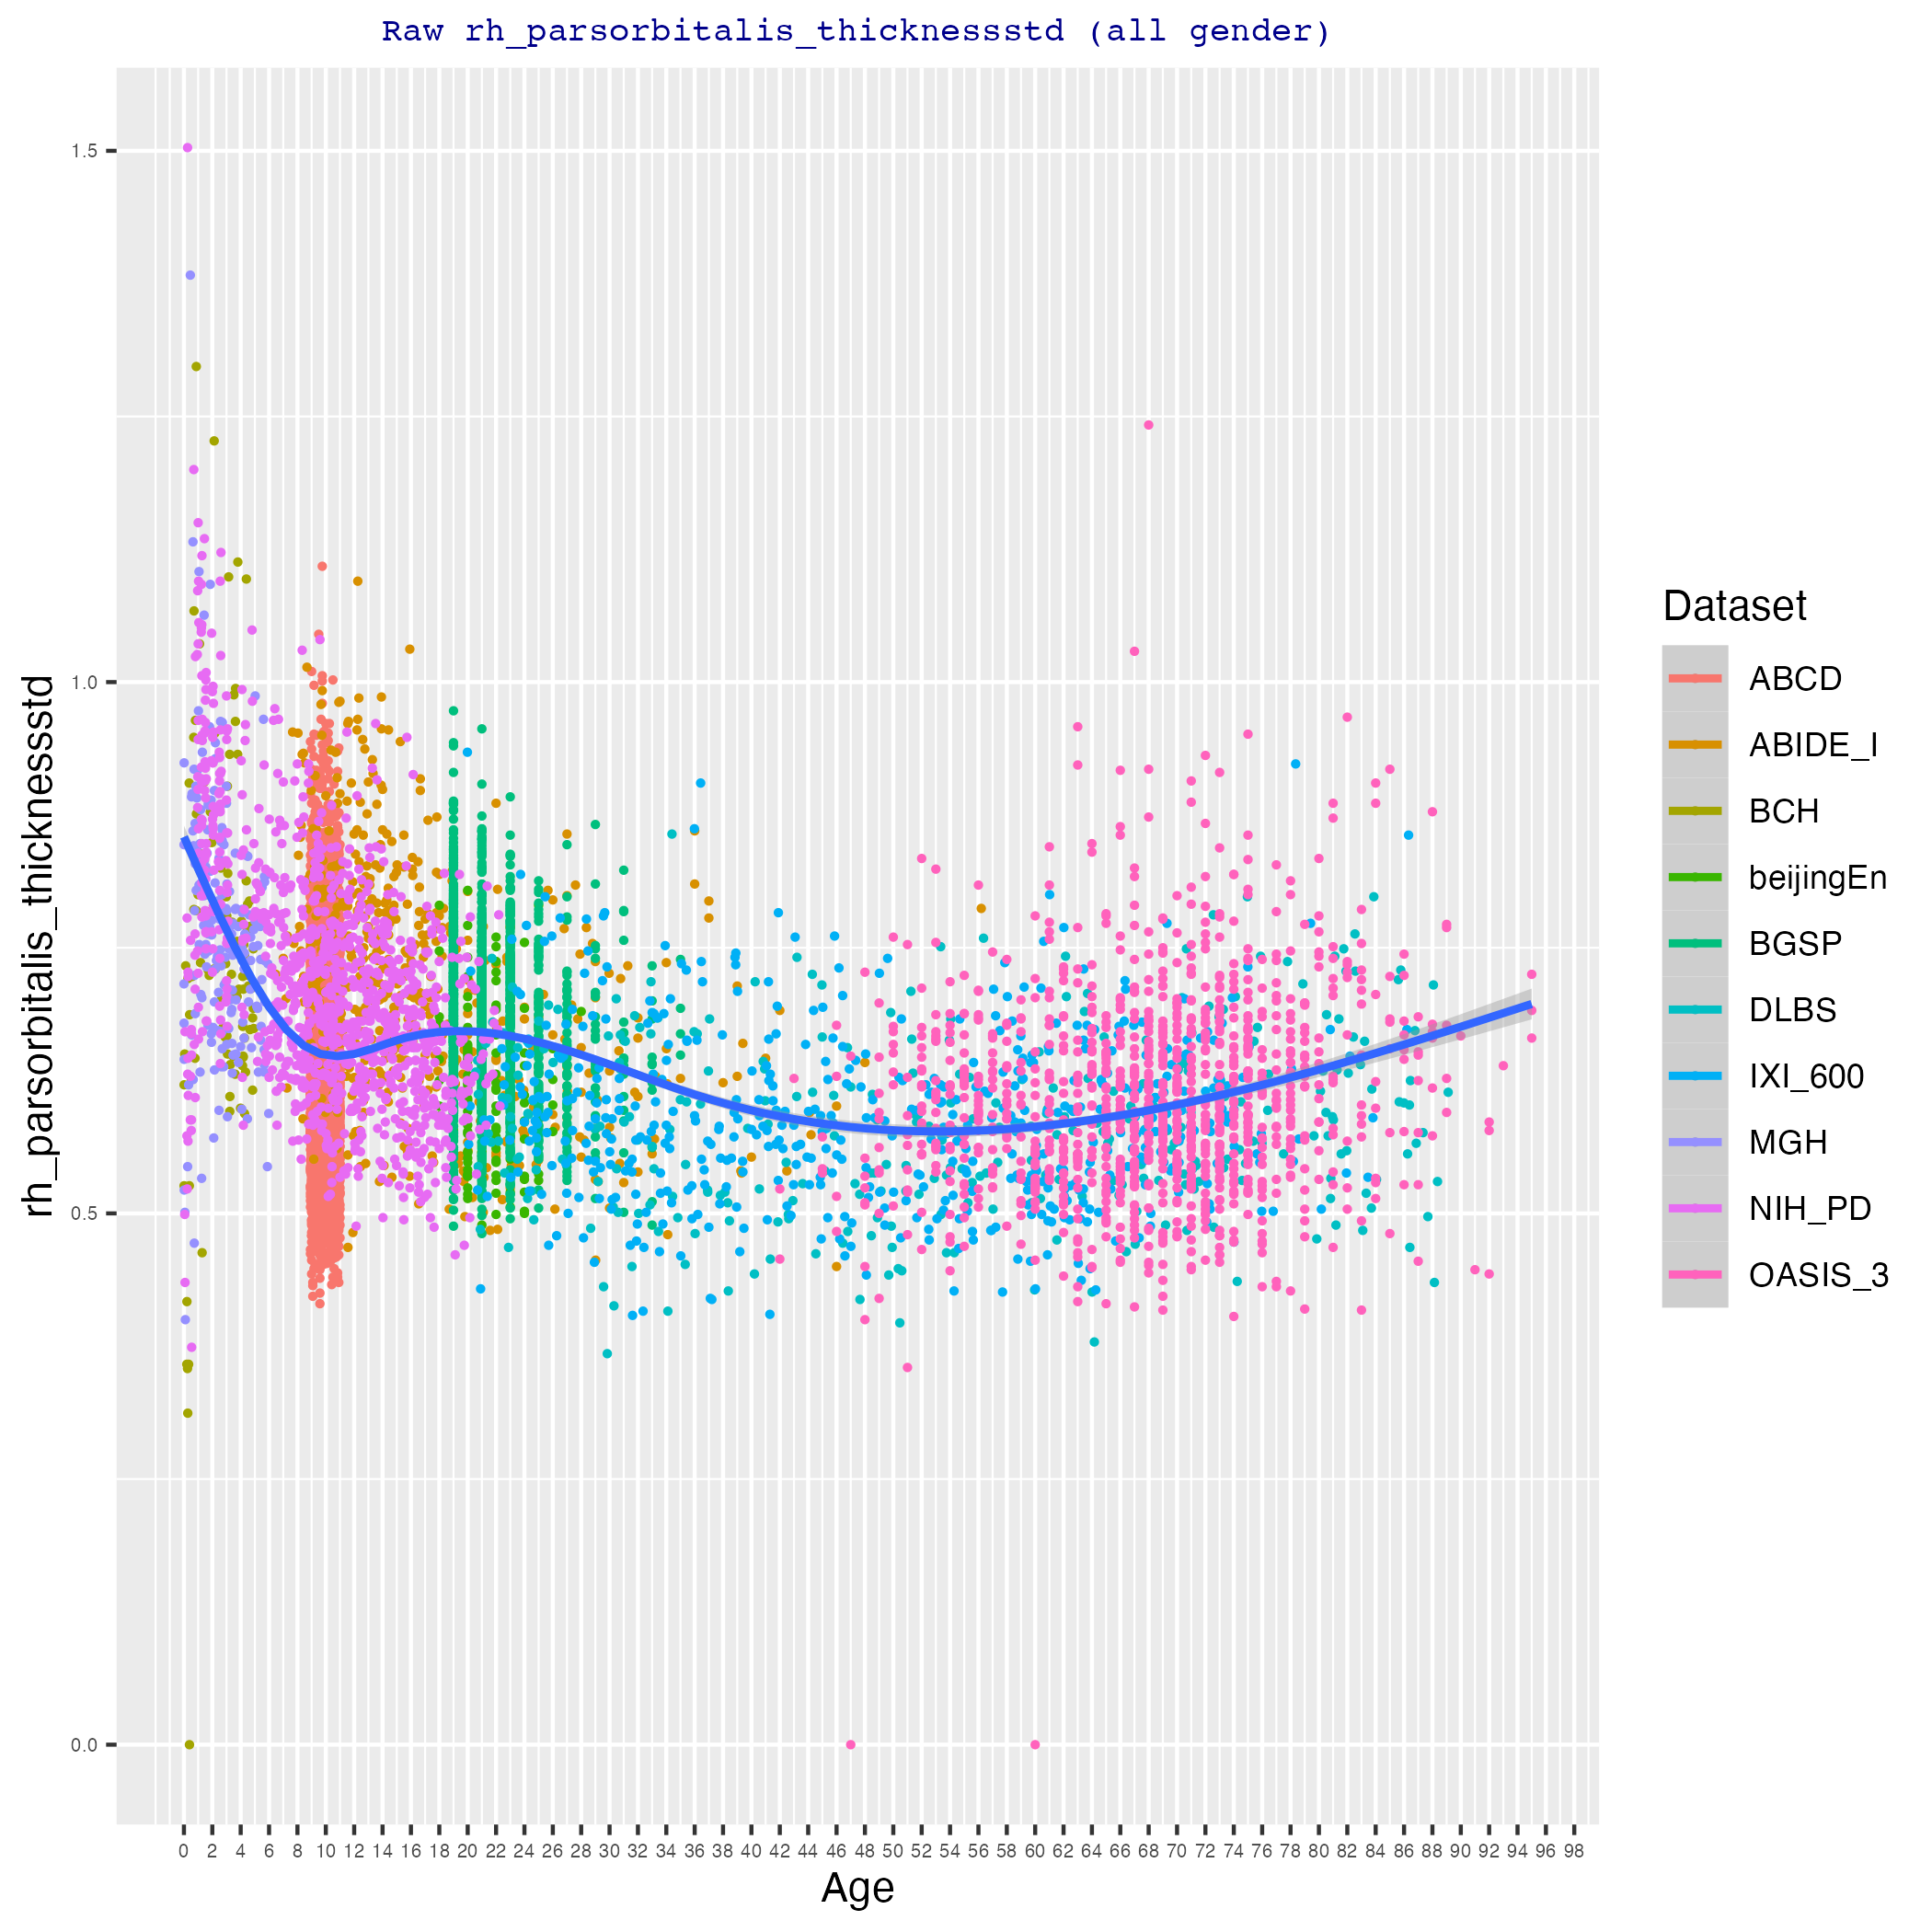 Raw rh_parsorbitalis_thicknessstd (all gender)
rh_parsorbitalis_thicknessstd
1.5
1.0
0.5
0.0
0 2 4 6 8 10 12 14 16 18 20 22 24 26 28 30 32 34 36 38 40 42 44 46 48 50 52 54 56 58 60 62 64 66 68 70 72 74 76 78 80 82 84 86 88 90 92 94 96 98
Age
Dataset
ABCD
ABIDE_I
BCH
beijingEn
BGSP
DLBS
IXI_600
MGH
NIH_PD
OASIS_3